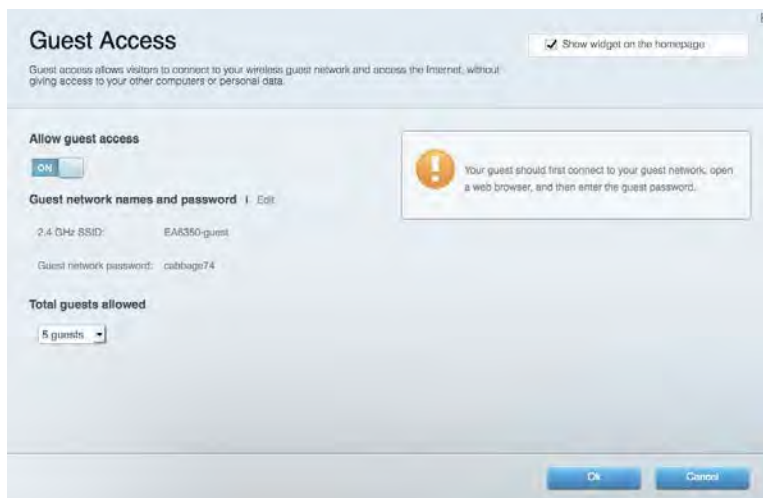 Guest Access
Show widget on the homepage
Guest access allows visitors to connect to your wireless guest network and access the Internet, without
giving access to your other computers or personal data.
Allow guest access
ON
Your guest should first connect to your guest network, open
a web browser, and then enter the guest password.
Guest network names and password | Edit
2.4 GHz SSID: EA6350-guest
Guest network password: cabbage74
Total guests allowed
5 guests
Ok
Cancel